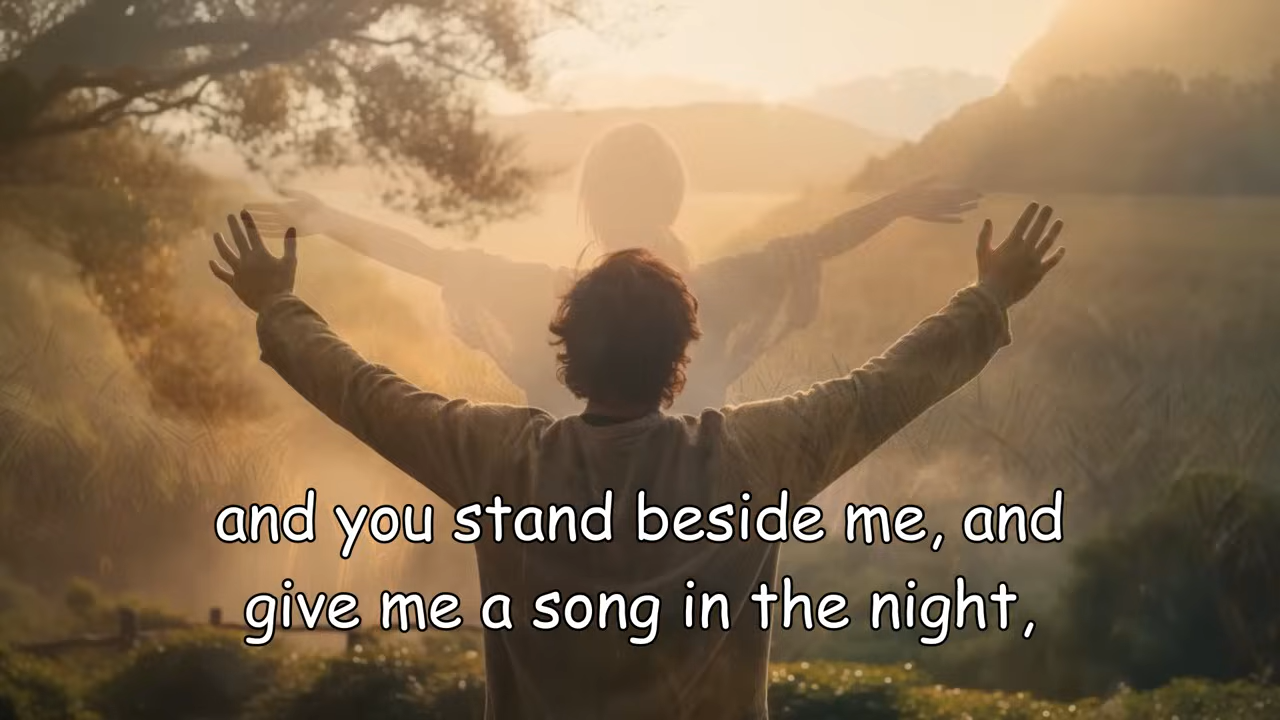 and you stand beside me, and
give me a song in the night,